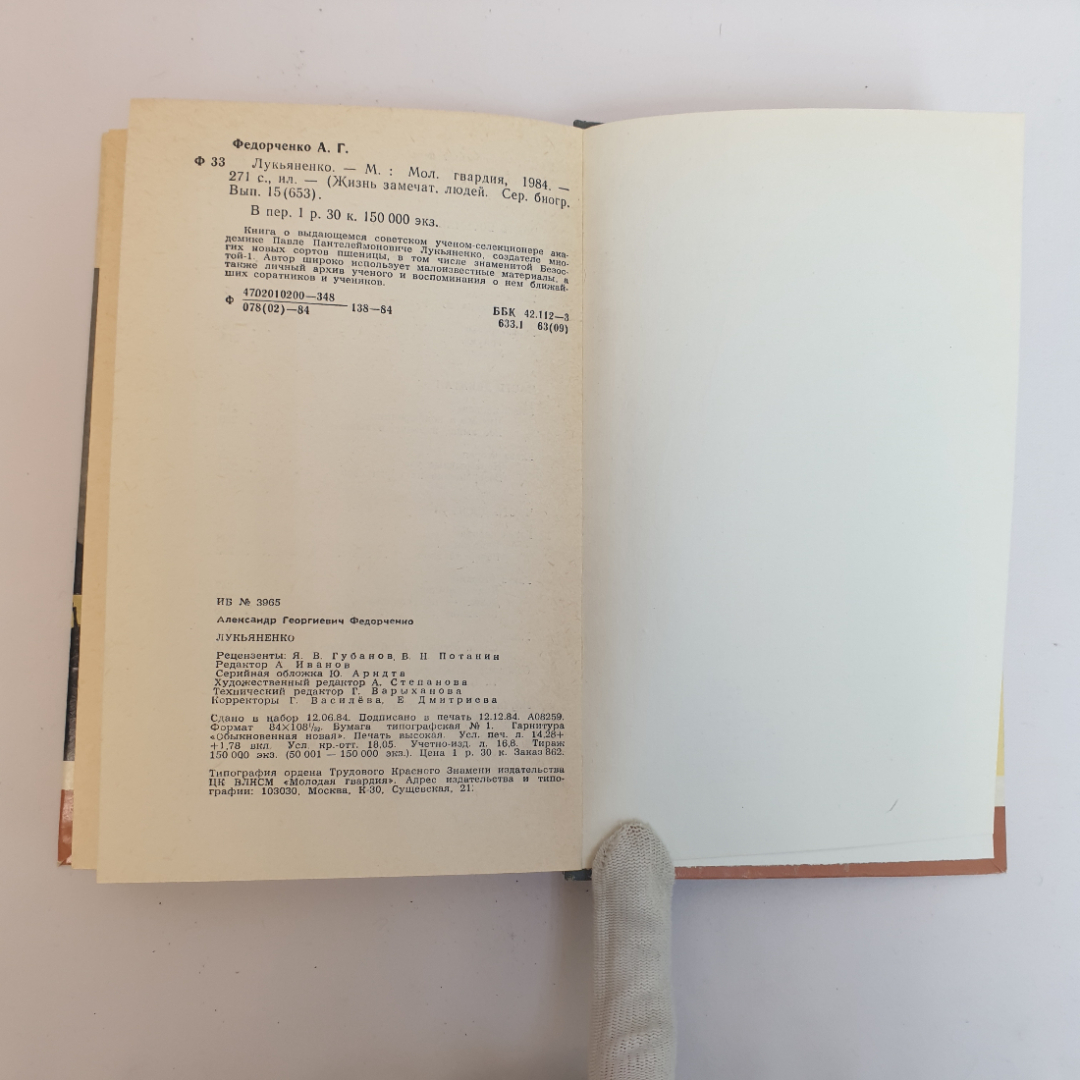 Федорченко А. Г.
Ф 33 Лукьяненко. — М. : Мол. гвардия, 1984. —
271 с., ил. — (Жизнь замечат. людей. Сер. биогр.
Вып. 15(653).
В пер. 1 р. 30 к. 150 000 экз.
Книга о выдающемся советском ученом-селекционере ака-
демике Павле Пантелеймоновиче Лукьяненко, создателе мно-
гих новых сортов пшеницы, в том числе знаменитой Безос-
той-1. Автор широко использует малоизвестные материалы, а
также личный архив ученого и воспоминания о нем ближай-
ших соратников и учеников.
Ф 4702010200—348
078(02)—84 138—84
ББК 42.112—3
633.1 63(09)
ИБ № 3965
Александр Георгиевич Федорченко
ЛУКЬЯНЕНКО
Рецензенты: Я. В. Губанов, В. П. Потанин
Редактор А. Иванов
Серийная обложка Ю. Арндта
Художественный редактор А. Степанова
Технический редактор Г. Варыханова
Корректоры Г. Василёва, Е. Дмитриева
Сдано в набор 12.06.84. Подписано в печать 12.12.84. А08259.
Формат 84×108¹/₃₂. Бумага типографская № 1. Гарнитура
«Обыкновенная новая». Печать высокая. Усл. печ. л. 14,28+
+1,78 вкл. Усл. кр.-отт. 18,05. Учетно-изд. л. 16,8. Тираж
150 000 экз. (50 001 — 150 000 экз.). Цена 1 р. 30 к. Заказ 862.
Типография ордена Трудового Красного Знамени издательства
ЦК ВЛКСМ «Молодая гвардия». Адрес издательства и типо-
графии: 103030, Москва, К-30, Сущевская, 21.